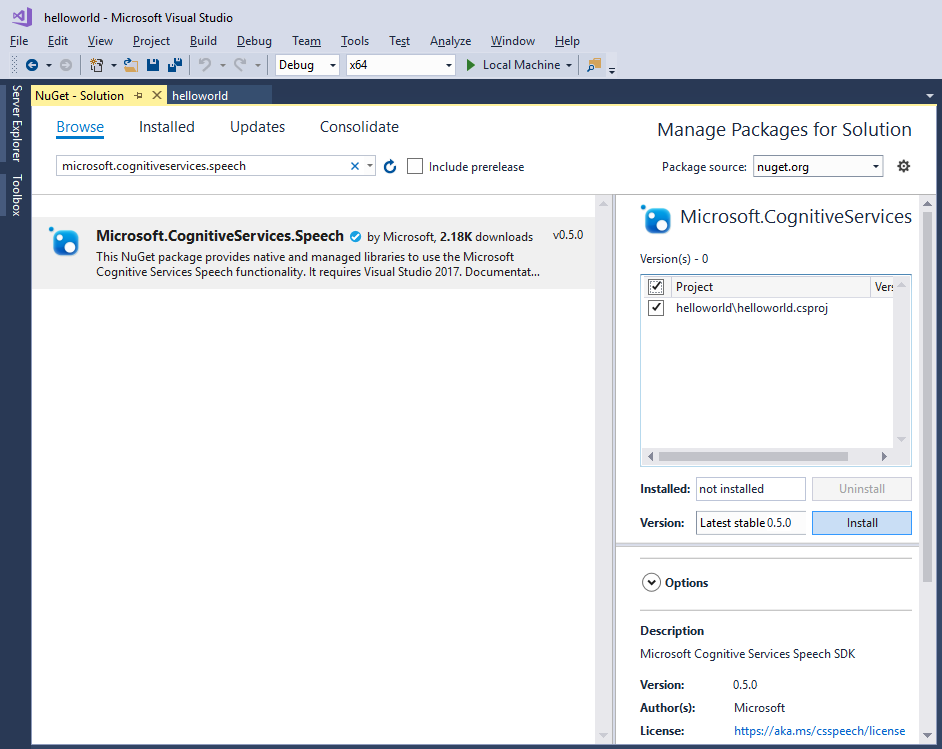 helloworld - Microsoft Visual Studio
File Edit View Project Build Debug Team Tools Test Analyze Window Help
Debug x64 Local Machine
Server Explorer
Toolbox
NuGet - Solution helloworld
Browse Installed Updates Consolidate
Manage Packages for Solution
microsoft.cognitiveservices.speech Include prerelease
Package source: nuget.org
Microsoft.CognitiveServices.Speech by Microsoft, 2.18K downloads v0.5.0
This NuGet package provides native and managed libraries to use the Microsoft
Cognitive Services Speech functionality. It requires Visual Studio 2017. Documentat...
Microsoft.CognitiveServices
Version(s) - 0
Project Vers
helloworld\helloworld.csproj
Installed: not installed Uninstall
Version: Latest stable 0.5.0 Install
Options
Description
Microsoft Cognitive Services Speech SDK
Version: 0.5.0
Author(s): Microsoft
License: https://aka.ms/csspeech/license